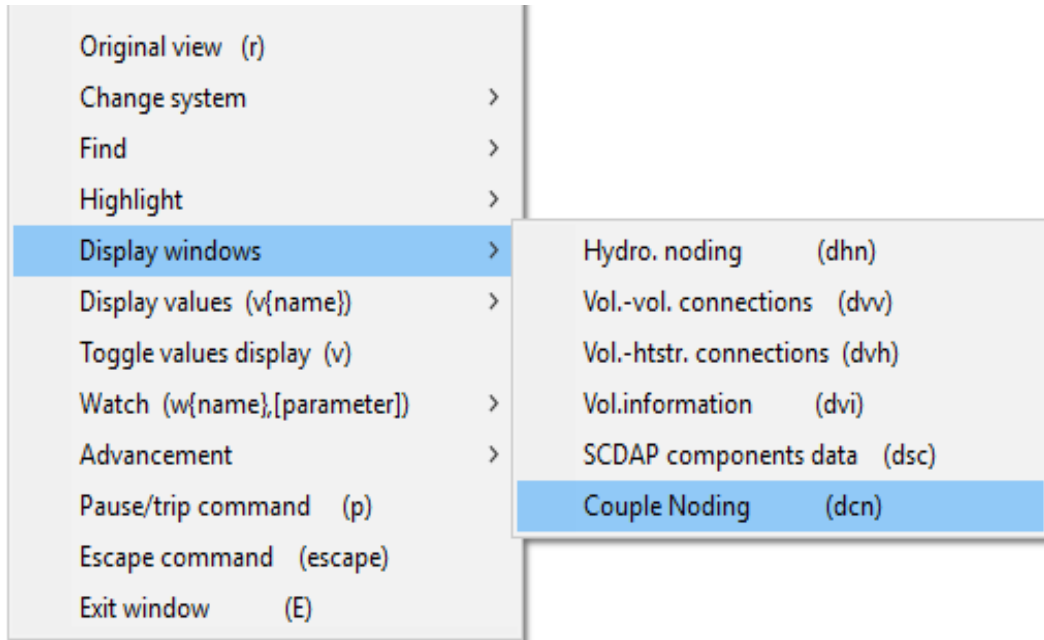 Original view (r)
Change system >
Find >
Highlight >
Display windows >
Display values (v{name}) >
Toggle values display (v)
Watch (w{name},[parameter]) >
Advancement >
Pause/trip command (p)
Escape command (escape)
Exit window (E)
Hydro. noding (dhn)
Vol.-vol. connections (dvv)
Vol.-htstr. connections (dvh)
Vol.information (dvi)
SCDAP components data (dsc)
Couple Noding (dcn)